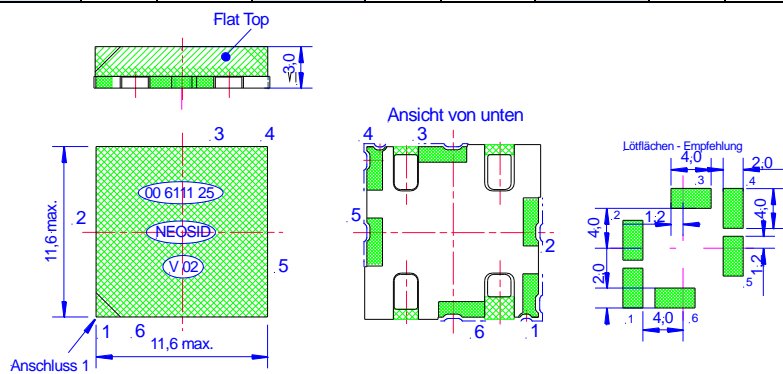 Flat Top
3,0
Ansicht von unten
Lötflächen - Empfehlung
3 4
4 3
4,0 2,0
.3 .4
00 6111 25
2
11,6 max.
NEOSID
V 02
5
5
2
4,0
1,2
.2
4,0
1.2
2,0
.5
1 6
11,6 max.
Anschluss 1
6 1
.1 4,0 .6